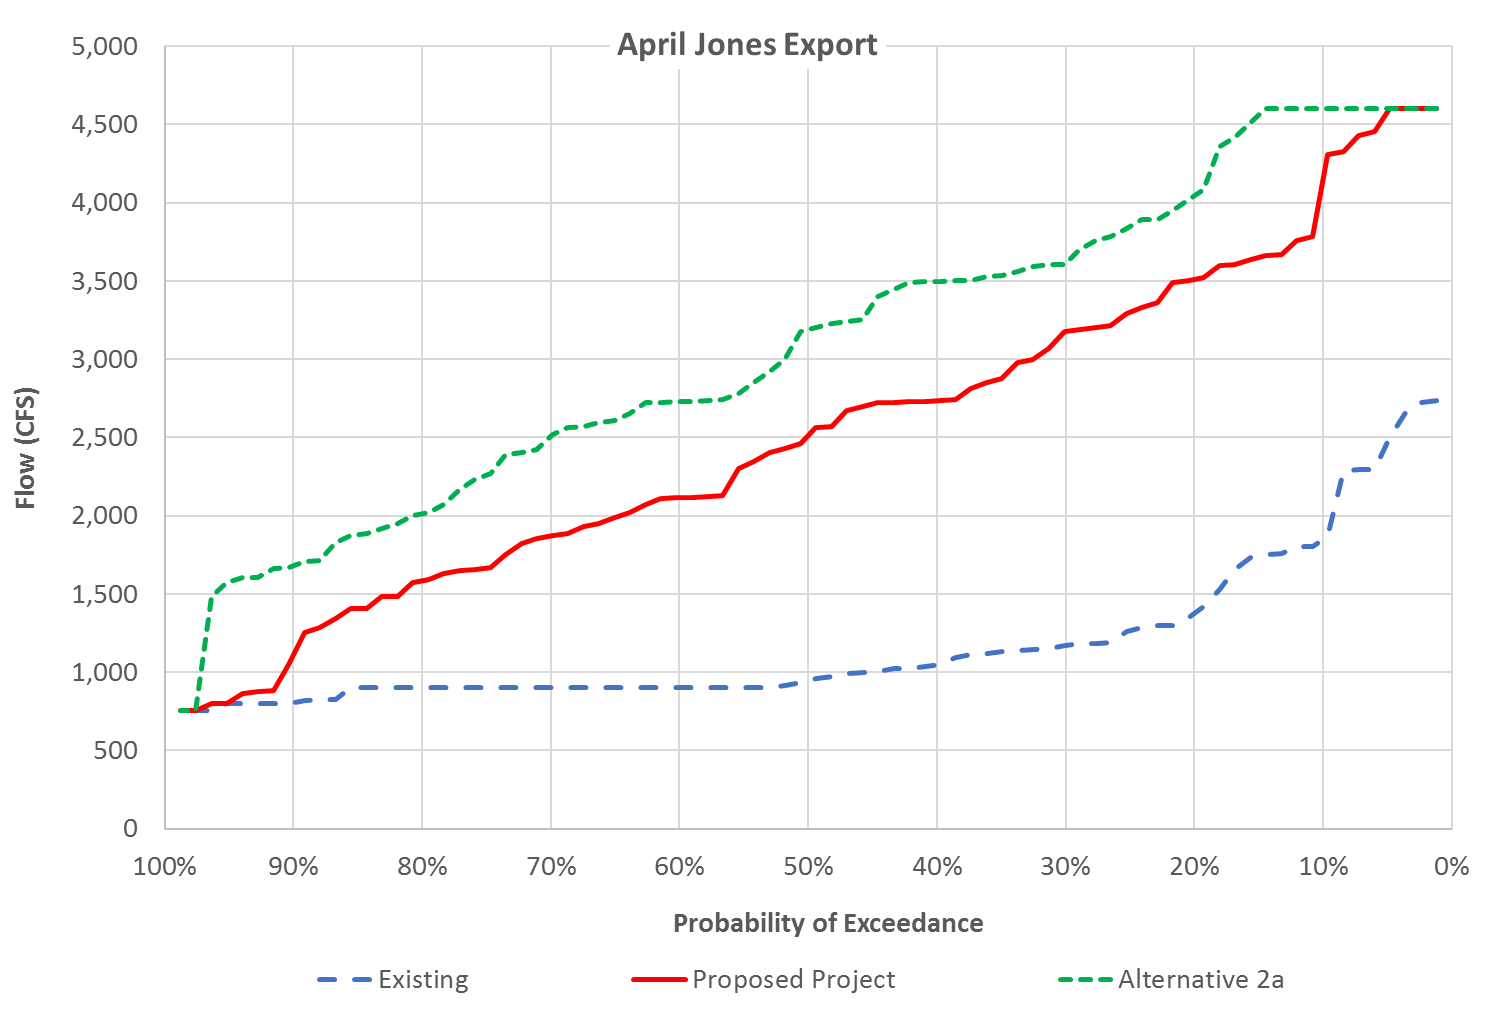 April Jones Export
5,000
4,500
4,000
3,500
3,000
2,500
2,000
1,500
1,000
500
0
Flow (CFS)
100% 90% 80% 70% 60% 50% 40% 30% 20% 10% 0%
Probability of Exceedance
Existing Proposed Project Alternative 2a